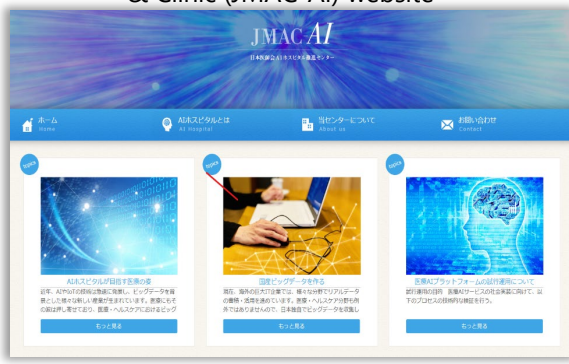 & Clinic (JMAC-AI) website
JMAC-AI
日本医師会AIホスピタル推進センター
ホーム
Home
AIホスピタルとは
AI Hospital
当センターについて
About us
お問い合わせ
Contact
topics
topics
topics
AIホスピタルが目指す医療の姿
近年、AIやIoTの技術は急速に発展し、ビッグデータを背
景とした様々な新しい産業が生まれています。医療にもそ
の波は押し寄せており、医療・ヘルスケアにおけるビッグ
もっと見る
国産ビッグデータを作る
現在、海外の巨大IT企業では、様々な分野でリアルデータ
の蓄積・活用を進めています。医療・ヘルスケア分野も例
外ではありませんので、日本独自でビッグデータを収集し
もっと見る
医療AIプラットフォームの試行運用について
試行運用の目的 医療AIサービスの社会実装に向けて、以
下のプロセスの技術的な検証を行う。
もっと見る